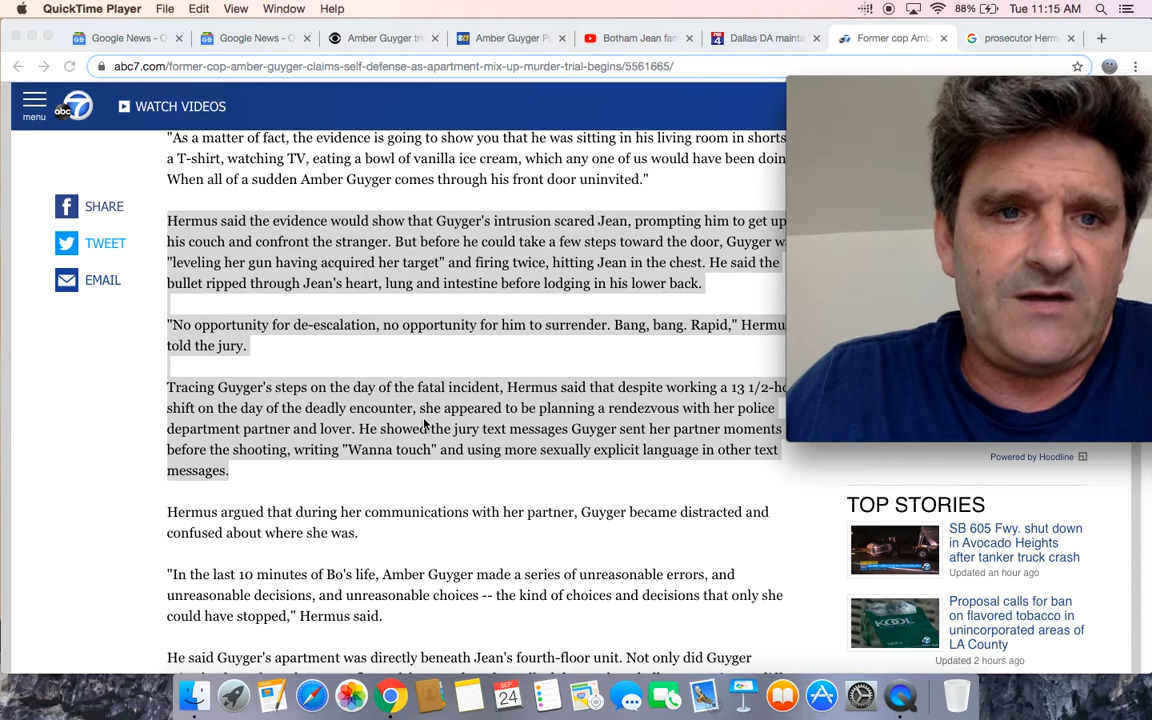 QuickTime Player File Edit View Window Help 88% Tue 11:15 AM
Google News - Google News - Amber Guyger tri Amber Guyger Botham Jean fam Dallas DA mainta Former cop Amb prosecutor Herm
abc7.com/former-cop-amber-guyger-claims-self-defense-as-apartment-mix-up-murder-trial-begins/5561665/
menu
abc 7
WATCH VIDEOS
SHARE
TWEET
EMAIL
"As a matter of fact, the evidence is going to show you that he was sitting in his living room in shorts
a T-shirt, watching TV, eating a bowl of vanilla ice cream, which any one of us would have been doin
When all of a sudden Amber Guyger comes through his front door uninvited."
Hermus said the evidence would show that Guyger's intrusion scared Jean, prompting him to get up
his couch and confront the stranger. But before he could take a few steps toward the door, Guyger wa
"leveling her gun having acquired her target" and firing twice, hitting Jean in the chest. He said the
bullet ripped through Jean's heart, lung and intestine before lodging in his lower back.
"No opportunity for de-escalation, no opportunity for him to surrender. Bang, bang. Rapid," Hermu
told the jury.
Tracing Guyger's steps on the day of the fatal incident, Hermus said that despite working a 13 1/2-ho
shift on the day of the deadly encounter, she appeared to be planning a rendezvous with her police
department partner and lover. He showed the jury text messages Guyger sent her partner moments
before the shooting, writing "Wanna touch" and using more sexually explicit language in other text
messages.
Hermus argued that during her communications with her partner, Guyger became distracted and
confused about where she was.
"In the last 10 minutes of Bo's life, Amber Guyger made a series of unreasonable errors, and
unreasonable decisions, and unreasonable choices -- the kind of choices and decisions that only she
could have stopped," Hermus said.
He said Guyger's apartment was directly beneath Jean's fourth-floor unit. Not only did Guyger
Powered by Hoodline
TOP STORIES
SB 605 Fwy. shut down
in Avocado Heights
after tanker truck crash
Updated an hour ago
Proposal calls for ban
on flavored tobacco in
unincorporated areas of
LA County
Updated 2 hours ago
KOOL
SEP
24